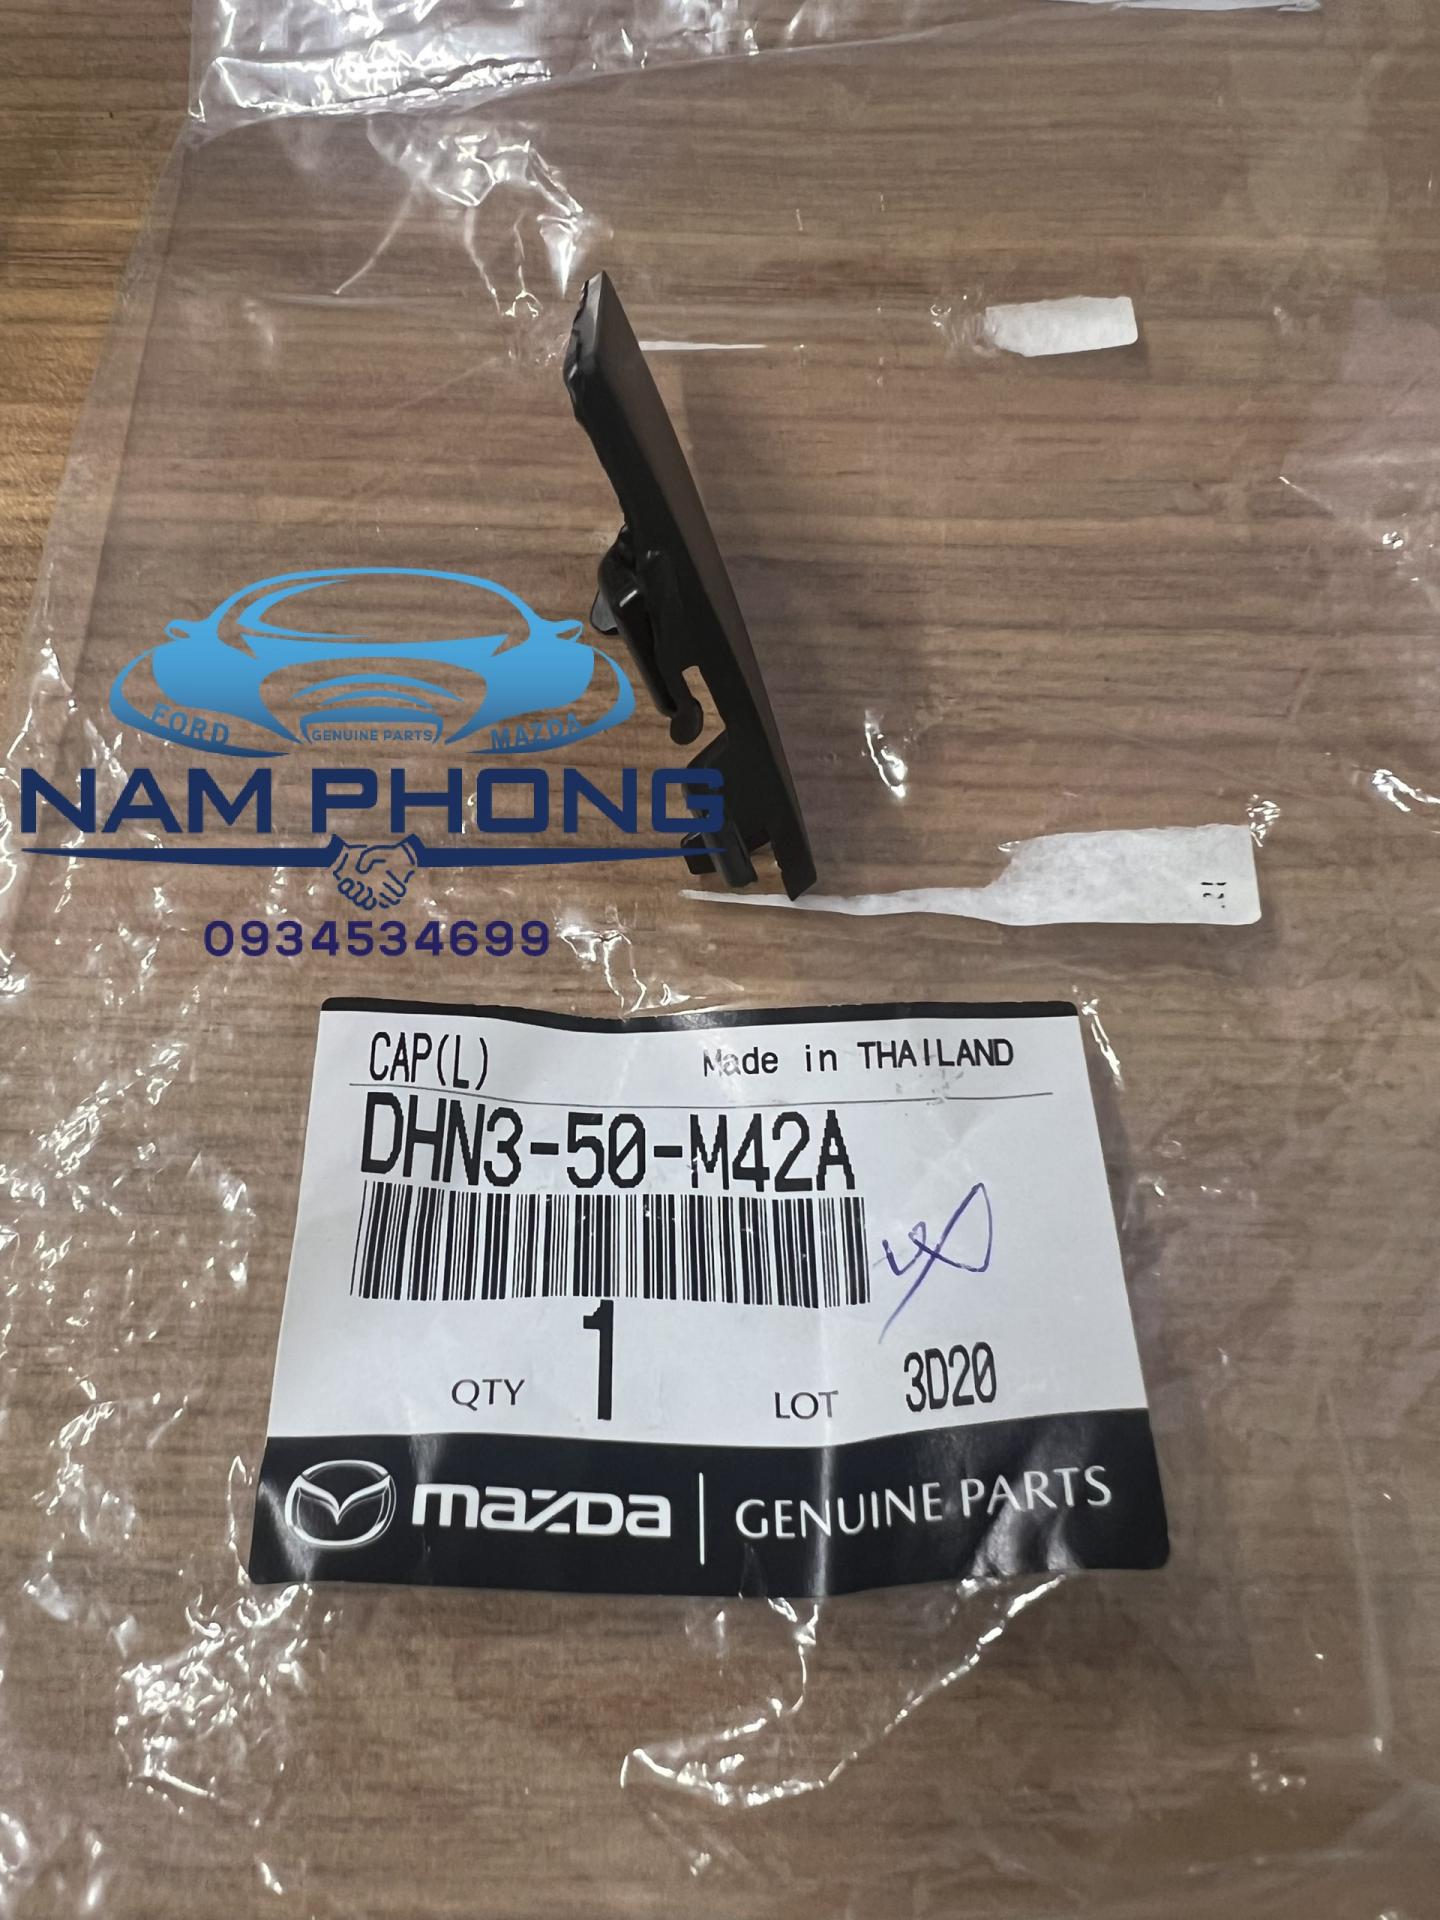 FORD
GENUINE PARTS
MAZDA
NAM PHONG
0934534699
CAP(L)
Made in THAILAND
DHN3-50-M42A
QTY 1
LOT 3D20
mazda
GENUINE PARTS